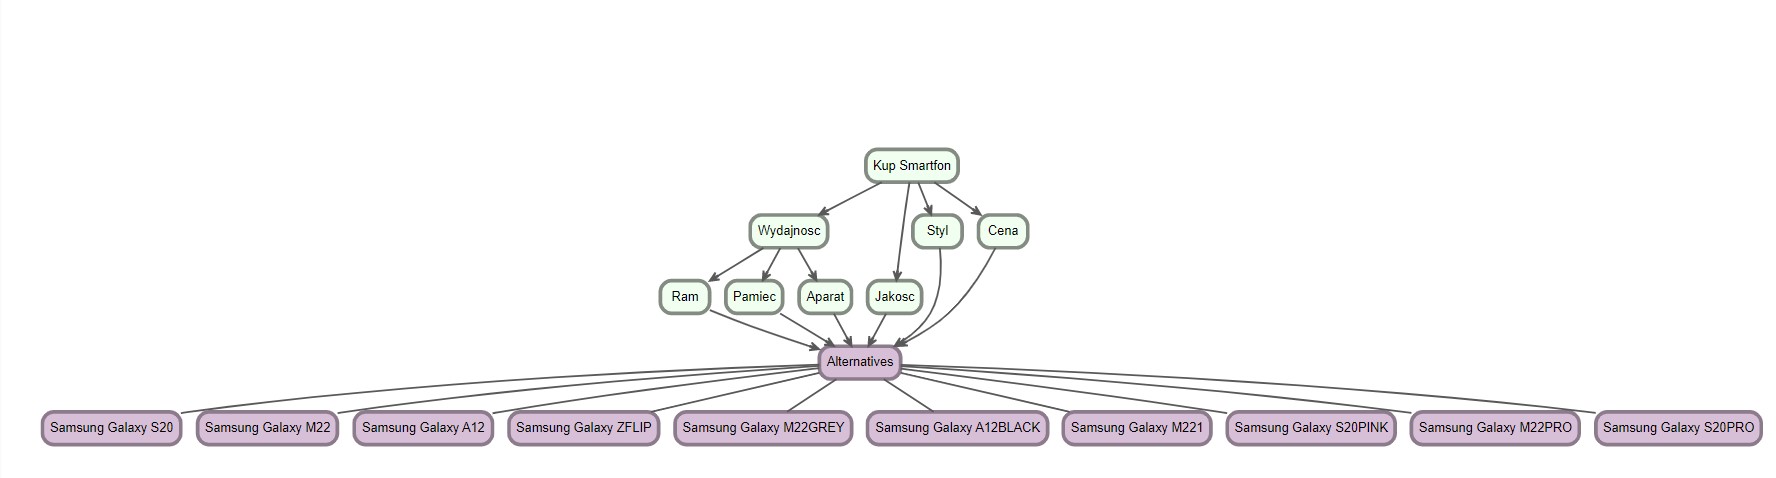 Kup Smartfon
Wydajnosc
Styl
Cena
Ram
Pamiec
Aparat
Jakosc
Alternatives
Samsung Galaxy S20
Samsung Galaxy M22
Samsung Galaxy A12
Samsung Galaxy ZFLIP
Samsung Galaxy M22GREY
Samsung Galaxy A12BLACK
Samsung Galaxy M221
Samsung Galaxy S20PINK
Samsung Galaxy M22PRO
Samsung Galaxy S20PRO